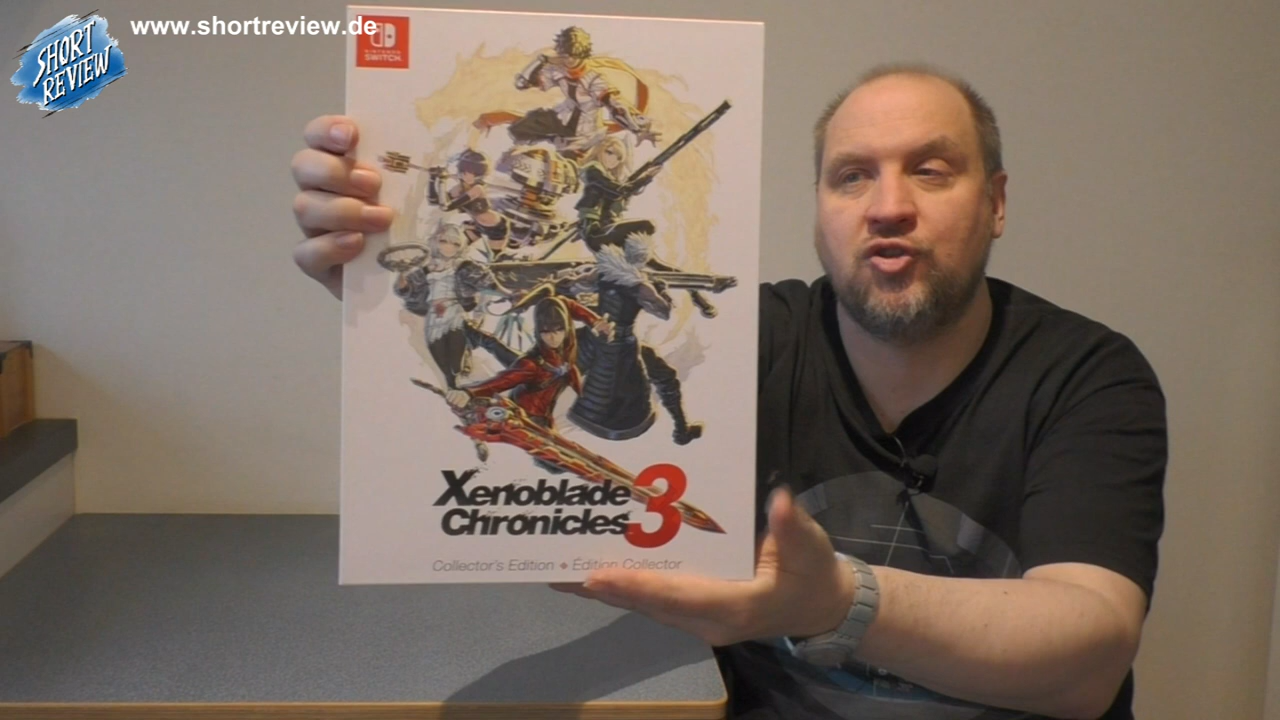 SHORT
REVIEW
www.shortreview.de
NINTENDO
SWITCH
Xenoblade
Chronicles 3
Collector's Edition ◆ Édition Collector